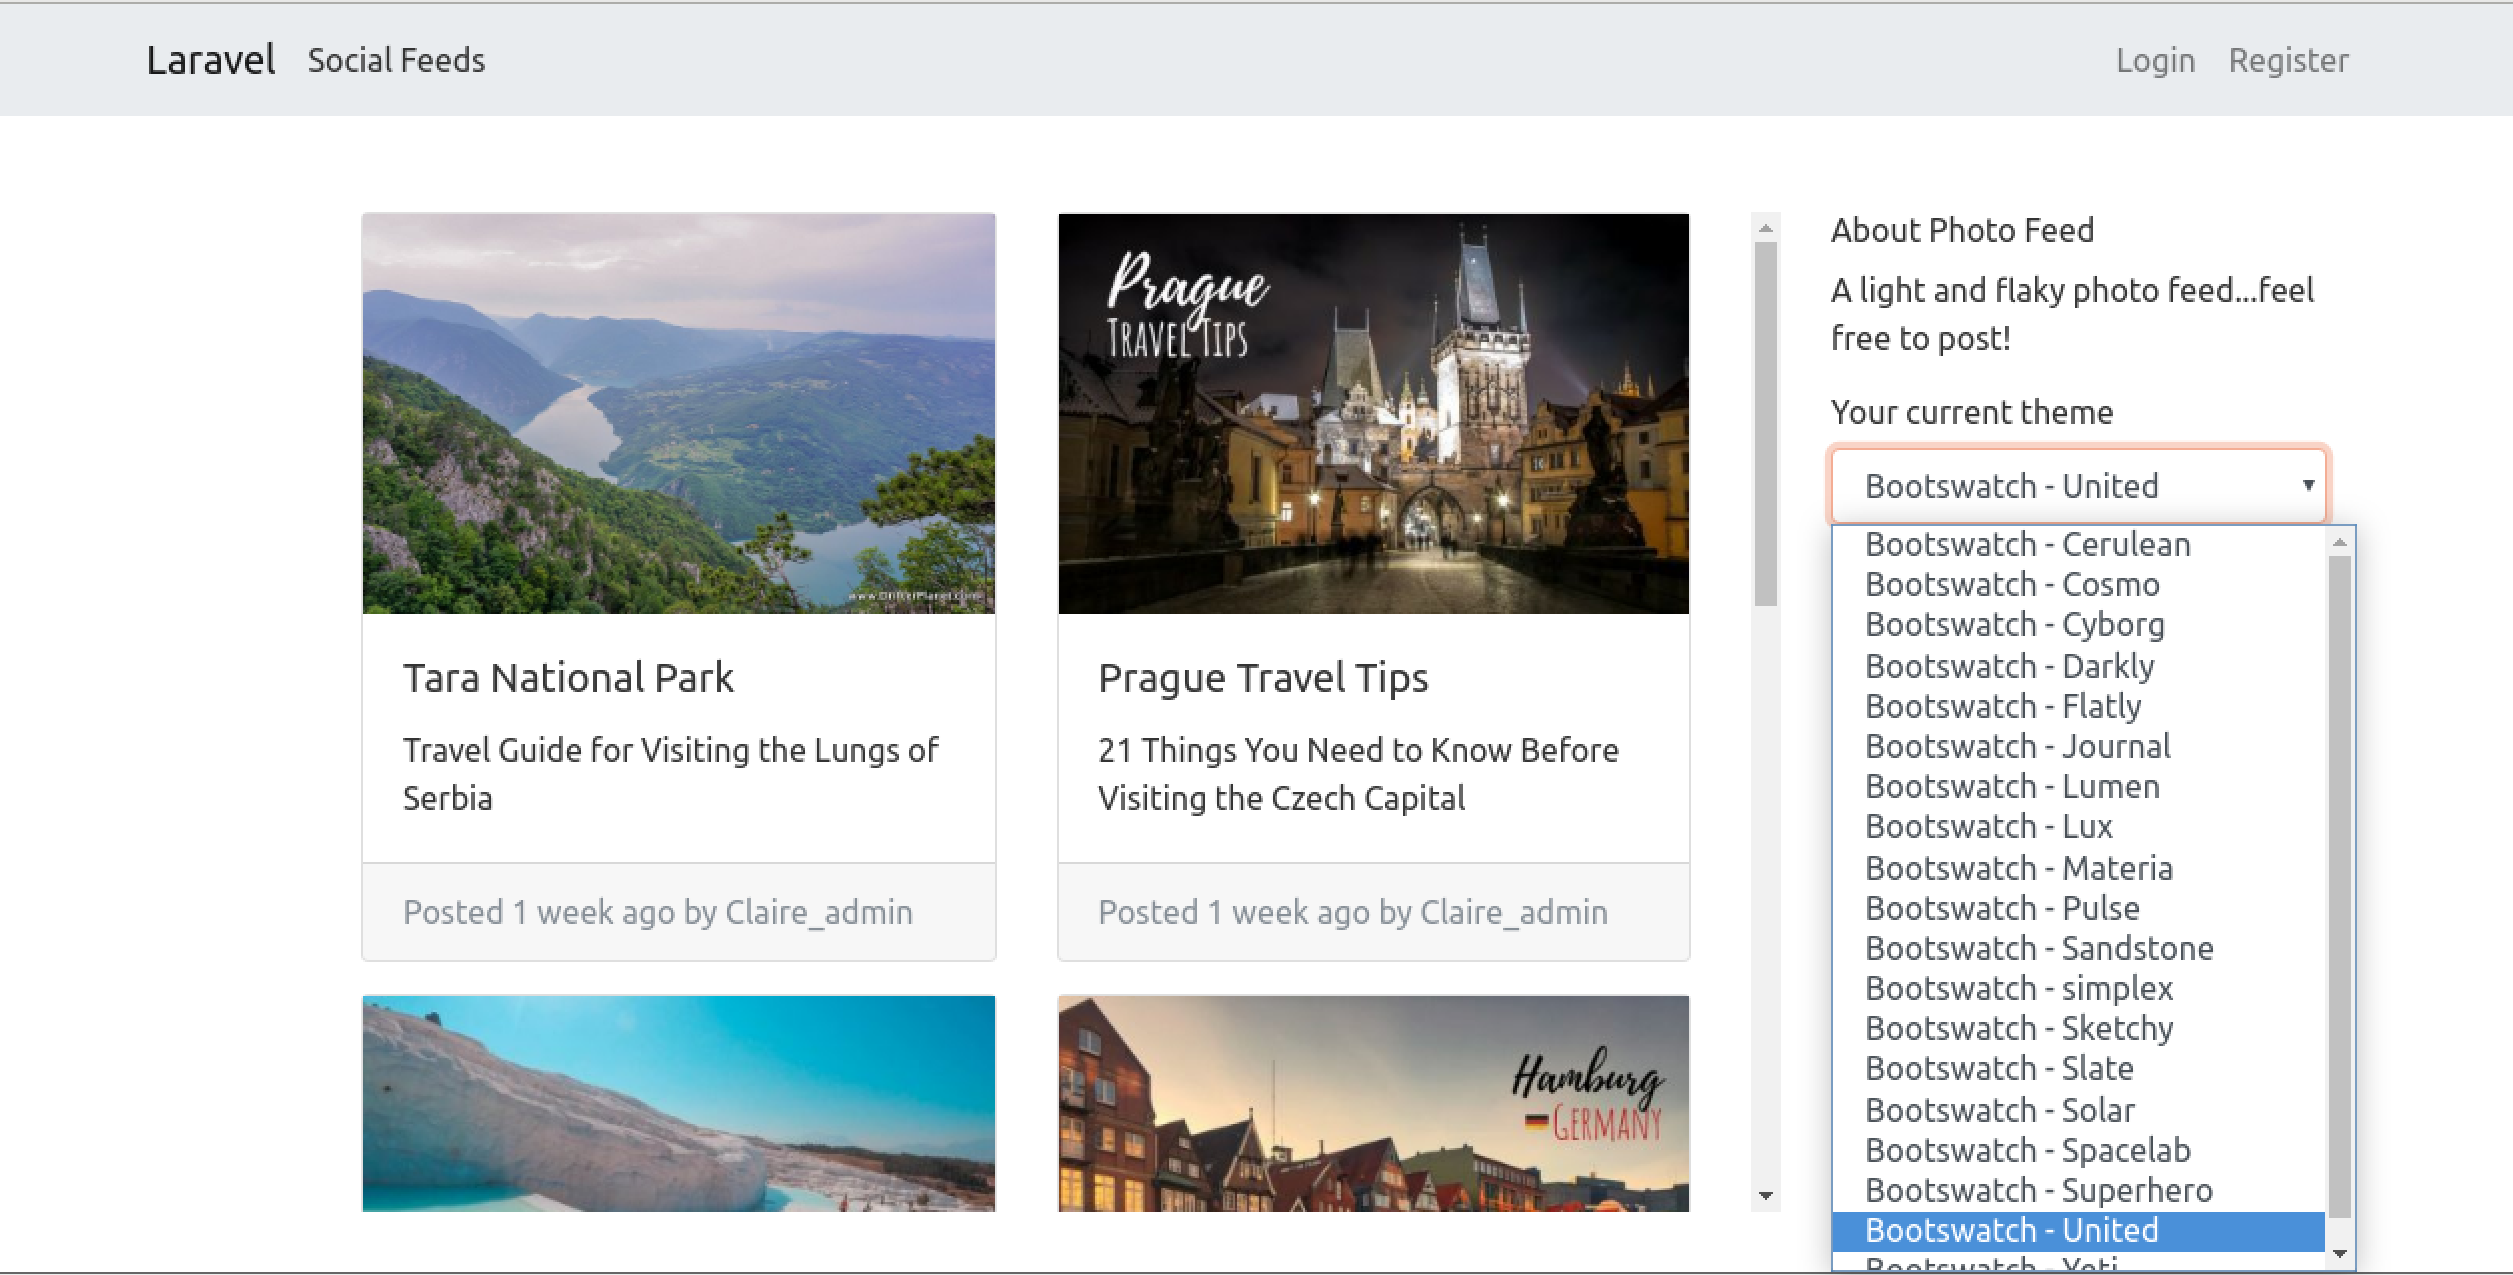 Laravel Social Feeds Login Register
Prague
TRAVEL TIPS
www.DrifterPlanet.com
Tara National Park
Travel Guide for Visiting the Lungs of
Serbia
Posted 1 week ago by Claire_admin
Prague Travel Tips
21 Things You Need to Know Before
Visiting the Czech Capital
Posted 1 week ago by Claire_admin
Hamburg
GERMANY
About Photo Feed
A light and flaky photo feed...feel
free to post!
Your current theme
Bootswatch - United
Bootswatch - Cerulean
Bootswatch - Cosmo
Bootswatch - Cyborg
Bootswatch - Darkly
Bootswatch - Flatly
Bootswatch - Journal
Bootswatch - Lumen
Bootswatch - Lux
Bootswatch - Materia
Bootswatch - Pulse
Bootswatch - Sandstone
Bootswatch - simplex
Bootswatch - Sketchy
Bootswatch - Slate
Bootswatch - Solar
Bootswatch - Spacelab
Bootswatch - Superhero
Bootswatch - United
Bootswatch - Yeti